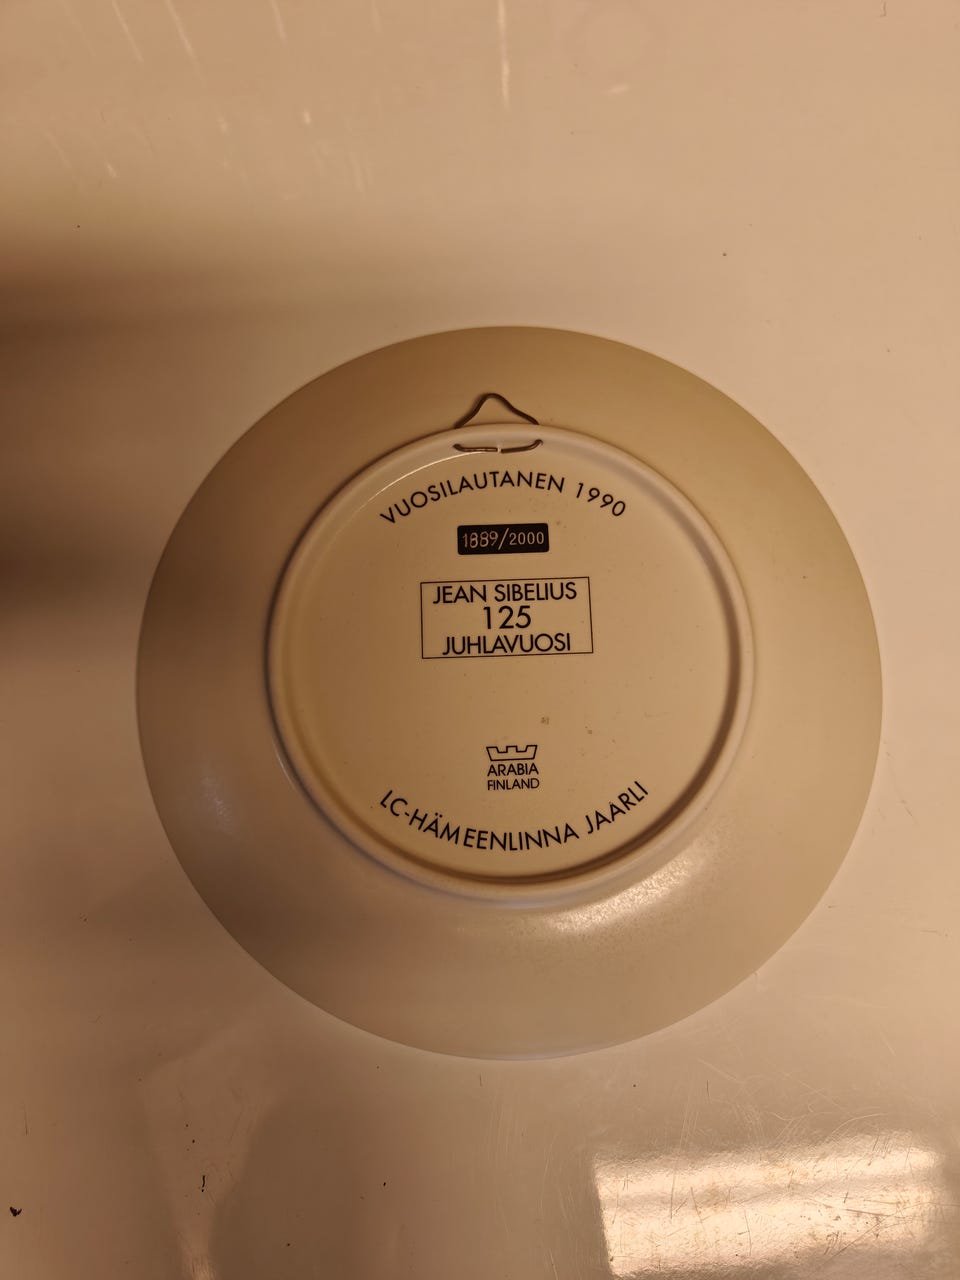 VUOSILAUTANEN 1990
1889/2000
JEAN SIBELIUS
125
JUHLAVUOSI
ARABIA
FINLAND
LC-HÄMEENLINNA JAARLI